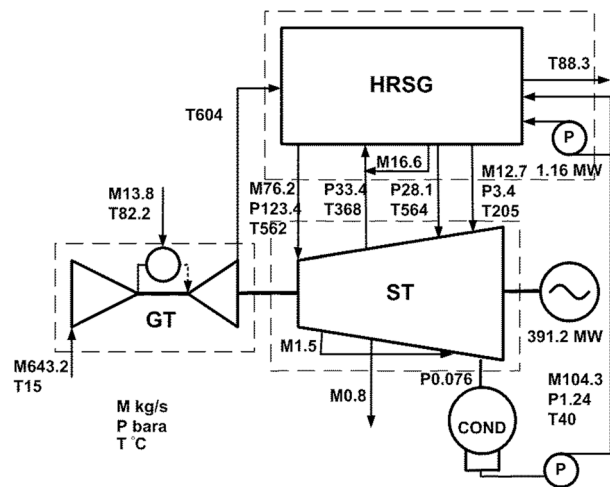 HRSG
T88.3
T604
P
1.16 MW
M16.6
M12.7
P3.4
T205
M76.2
P123.4
T562
P33.4
T368
P28.1
T564
M13.8
T82.2
GT
ST
391.2 MW
M643.2
T15
M1.5
M0.8
P0.076
M104.3
P1.24
T40
COND
P
M kg/s
P bara
T °C